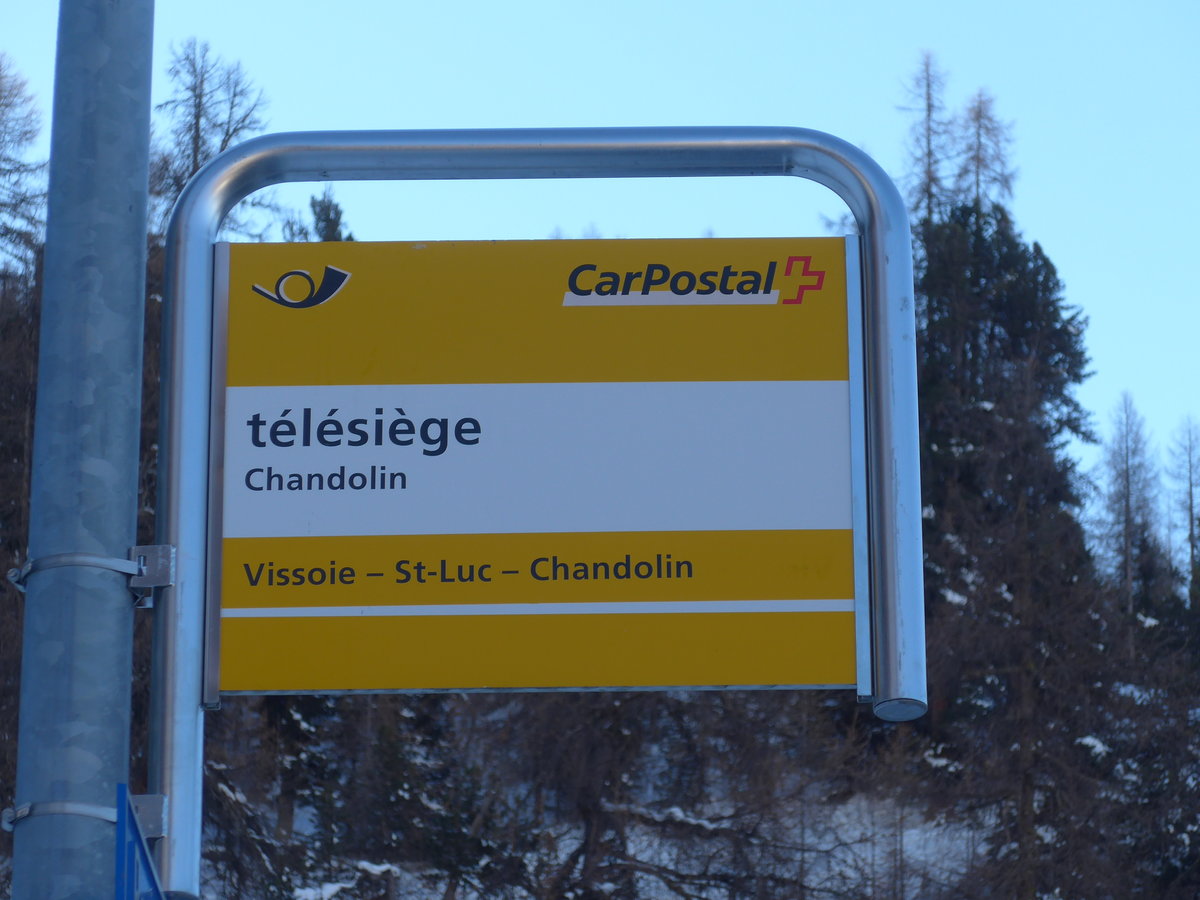 CarPostal
télésiège
Chandolin
Vissoie – St-Luc – Chandolin